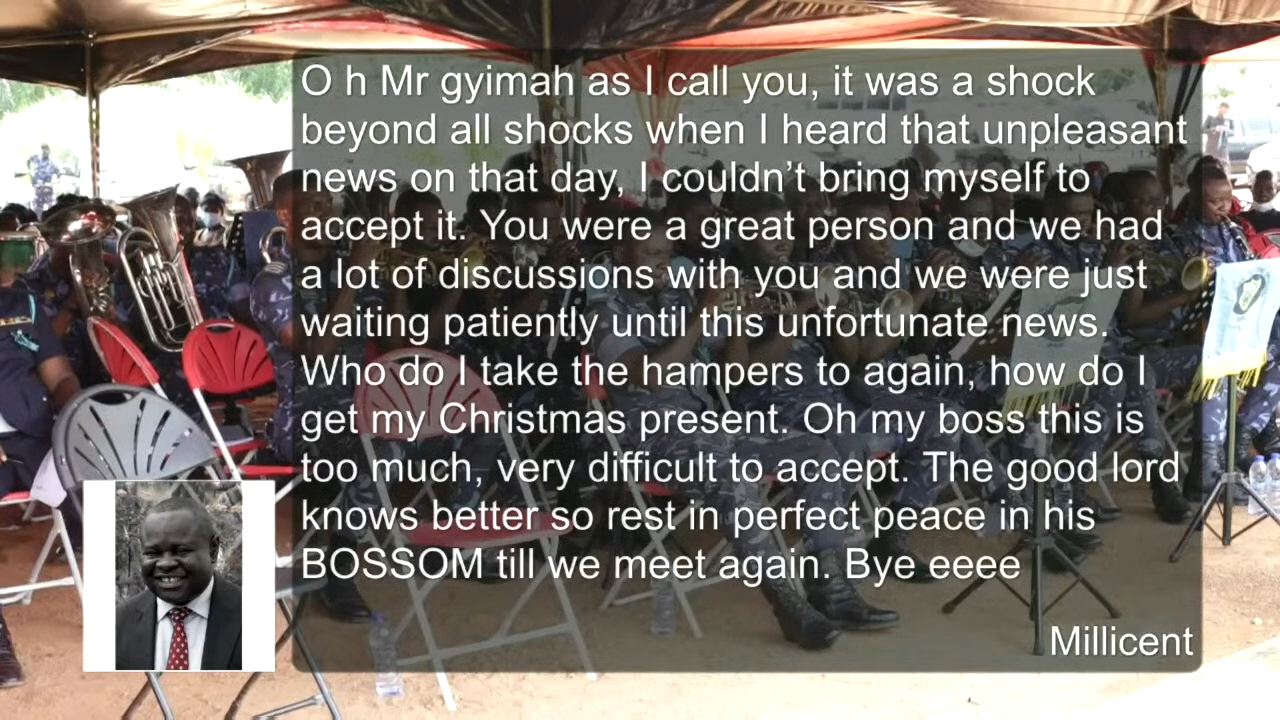 O h Mr gyimah as I call you, it was a shock
beyond all shocks when I heard that unpleasant
news on that day, I couldn’t bring myself to
accept it. You were a great person and we had
a lot of discussions with you and we were just
waiting patiently until this unfortunate news.
Who do I take the hampers to again, how do I
get my Christmas present. Oh my boss this is
too much, very difficult to accept. The good lord
knows better so rest in perfect peace in his
BOSSOM till we meet again. Bye eeee
Millicent